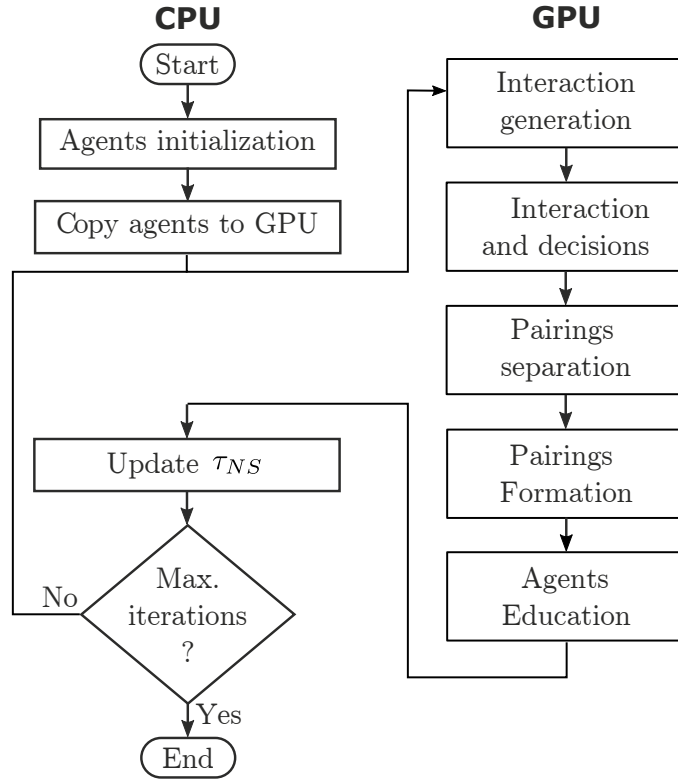 CPU
Start
Agents initialization
Copy agents to GPU
Update τ_NS
Max.
iterations
?
No
Yes
End
GPU
Interaction
generation
Interaction
and decisions
Pairings
separation
Pairings
Formation
Agents
Education